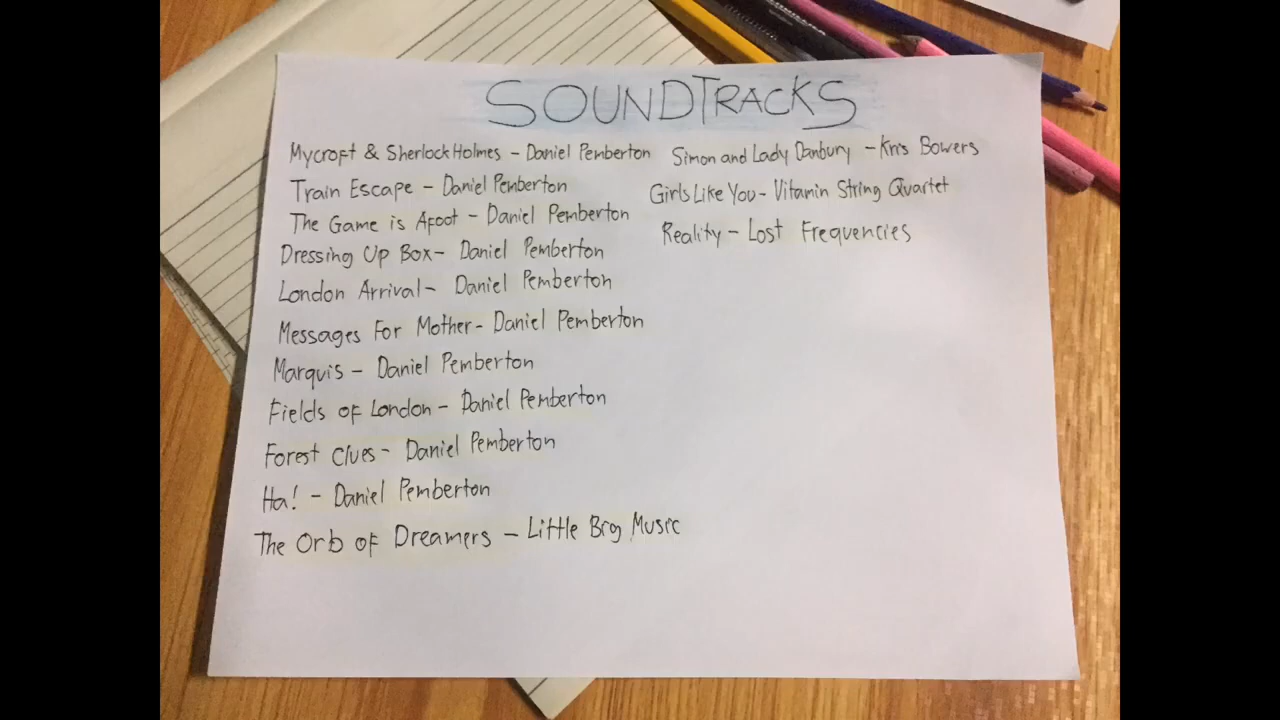 SOUNDTRACKS
Mycroft & Sherlock Holmes - Daniel Pemberton
Train Escape - Daniel Pemberton
The Game is Afoot - Daniel Pemberton
Dressing Up Box - Daniel Pemberton
London Arrival - Daniel Pemberton
Messages For Mother - Daniel Pemberton
Marquis - Daniel Pemberton
Fields of London - Daniel Pemberton
Forest Clues - Daniel Pemberton
Ha! - Daniel Pemberton
The Orb of Dreamers - Little Big Music
Simon and Lady Danbury - Kris Bowers
Girls Like You - Vitamin String Quartet
Reality - Lost Frequencies